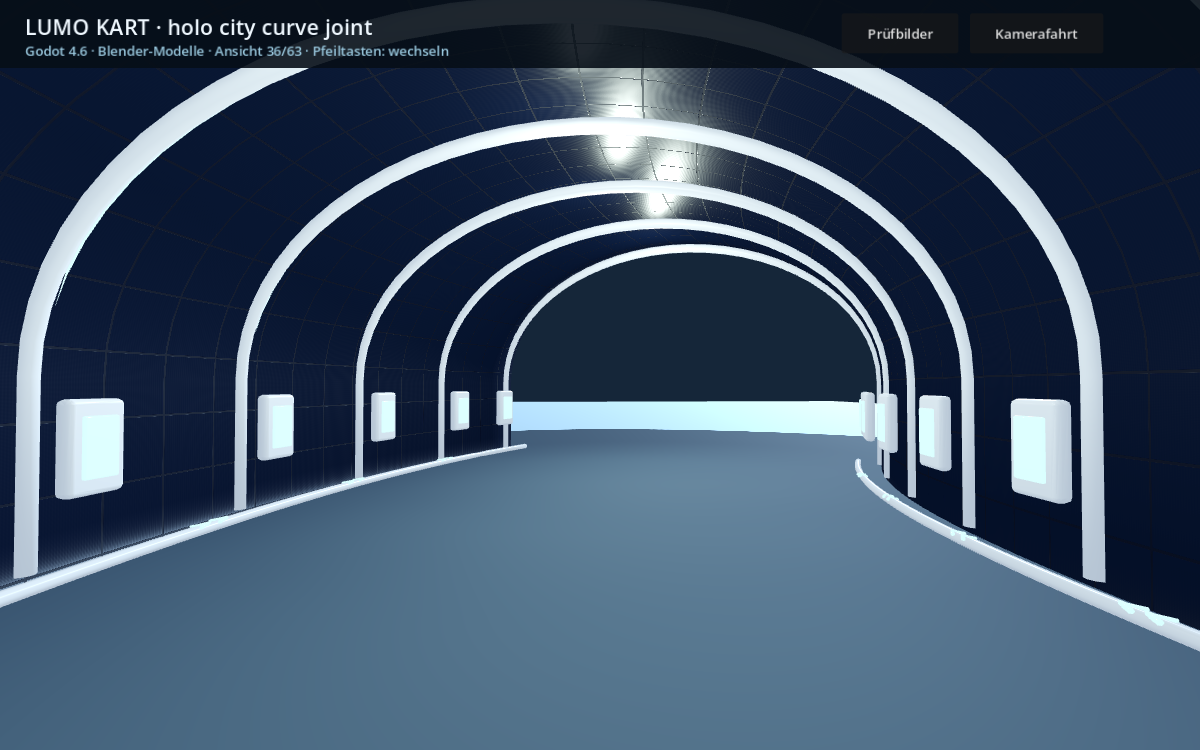 LUMO KART · holo city curve joint
Godot 4.6 · Blender-Modelle · Ansicht 36/63 · Pfeiltasten: wechseln
Prüfbilder
Kamerafahrt